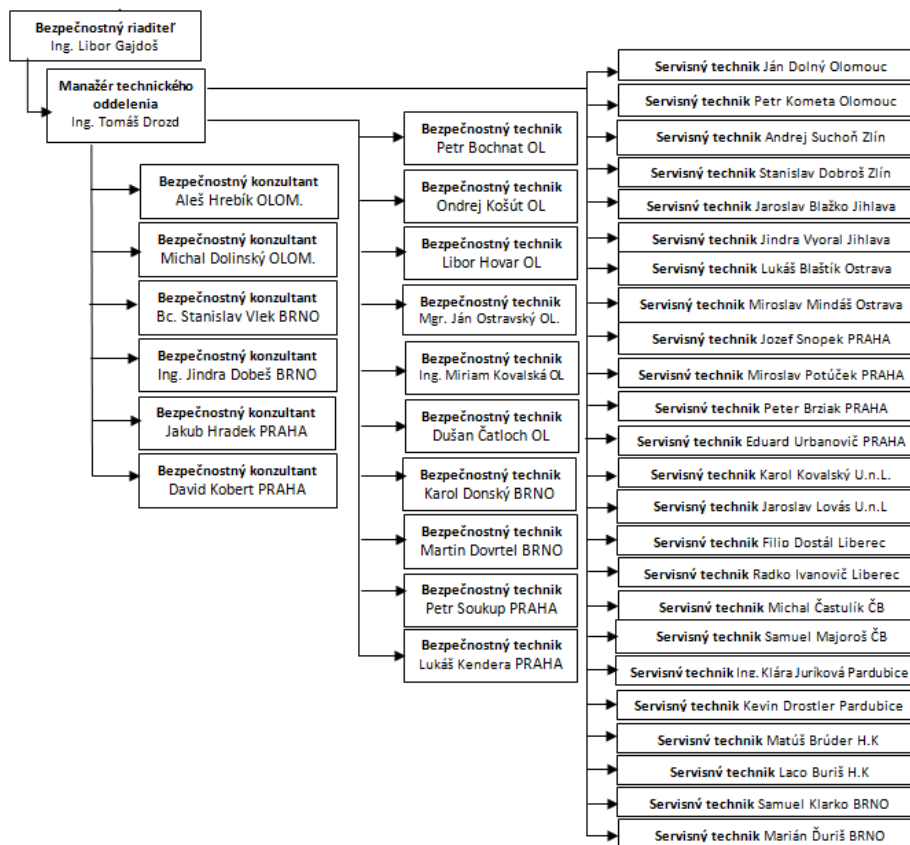 Bezpečnostný riaditeľ
Ing. Libor Gajdoš
Manažér technického
oddelenia
Ing. Tomáš Drozd
Bezpečnostný konzultant
Aleš Hrebík OLOM.
Bezpečnostný konzultant
Michal Dolinský OLOM.
Bezpečnostný konzultant
Bc. Stanislav Vlek BRNO
Bezpečnostný konzultant
Ing. Jindra Dobeš BRNO
Bezpečnostný konzultant
Jakub Hradek PRAHA
Bezpečnostný konzultant
David Kobert PRAHA
Bezpečnostný technik
Petr Bochnat OL
Bezpečnostný technik
Ondrej Košút OL
Bezpečnostný technik
Libor Hovar OL
Bezpečnostný technik
Mgr. Ján Ostravský OL.
Bezpečnostný technik
Ing. Miriam Kovalská OL
Bezpečnostný technik
Dušan Čatloch OL
Bezpečnostný technik
Karol Donský BRNO
Bezpečnostný technik
Martin Dovrtel BRNO
Bezpečnostný technik
Petr Soukup PRAHA
Bezpečnostný technik
Lukáš Kendera PRAHA
Servisný technik Ján Dolný Olomouc
Servisný technik Petr Kometa Olomouc
Servisný technik Andrej Suchoň Zlín
Servisný technik Stanislav Dobroš Zlín
Servisný technik Jaroslav Blažko Jihlava
Servisný technik Jindra Vyoral Jihlava
Servisný technik Lukáš Blaštík Ostrava
Servisný technik Miroslav Mindáš Ostrava
Servisný technik Jozef Snopek PRAHA
Servisný technik Miroslav Potúček PRAHA
Servisný technik Peter Brziak PRAHA
Servisný technik Eduard Urbanovič PRAHA
Servisný technik Karol Kovalský U.n.L.
Servisný technik Jaroslav Lovás U.n.L
Servisný technik Filip Dostál Liberec
Servisný technik Radko Ivanovič Liberec
Servisný technik Michal Častulík ČB
Servisný technik Samuel Majoroš ČB
Servisný technik Ing. Klára Juríková Pardubice
Servisný technik Kevin Drostler Pardubice
Servisný technik Matúš Brúder H.K
Servisný technik Laco Buriš H.K
Servisný technik Samuel Klarko BRNO
Servisný technik Marián Ďuriš BRNO